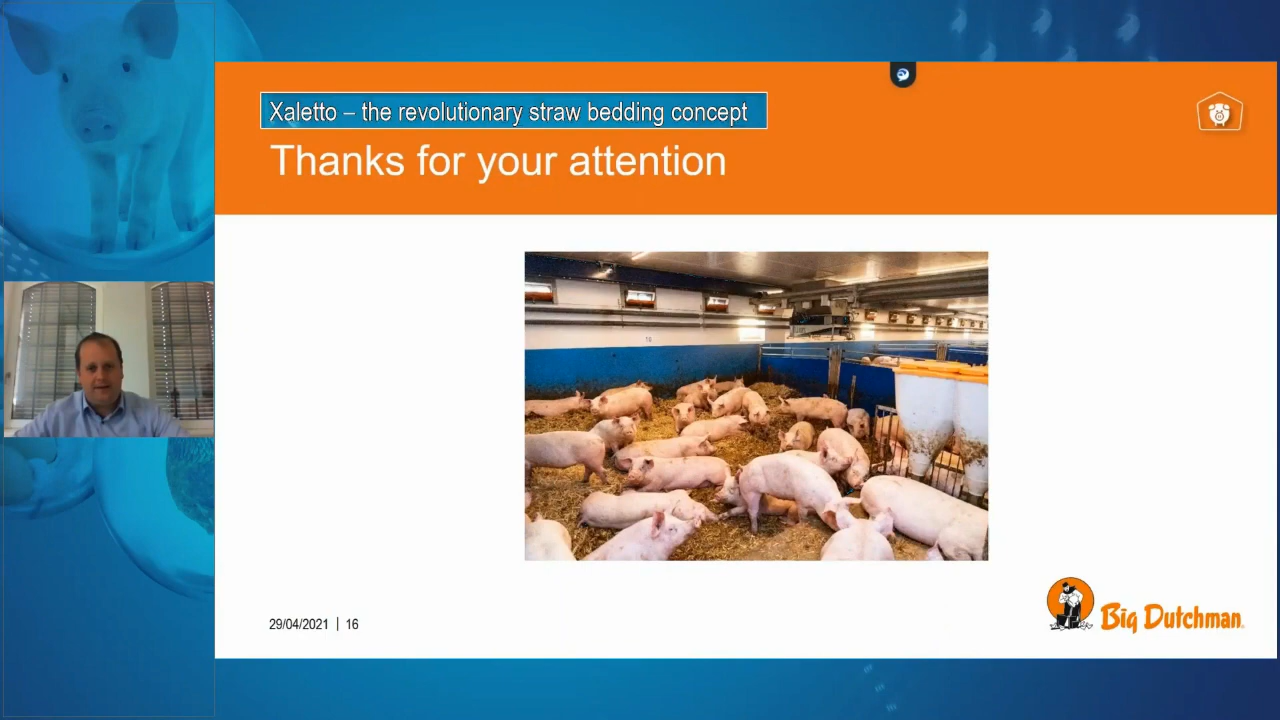 Xaletto – the revolutionary straw bedding concept
Thanks for your attention
29/04/2021 | 16
Big Dutchman